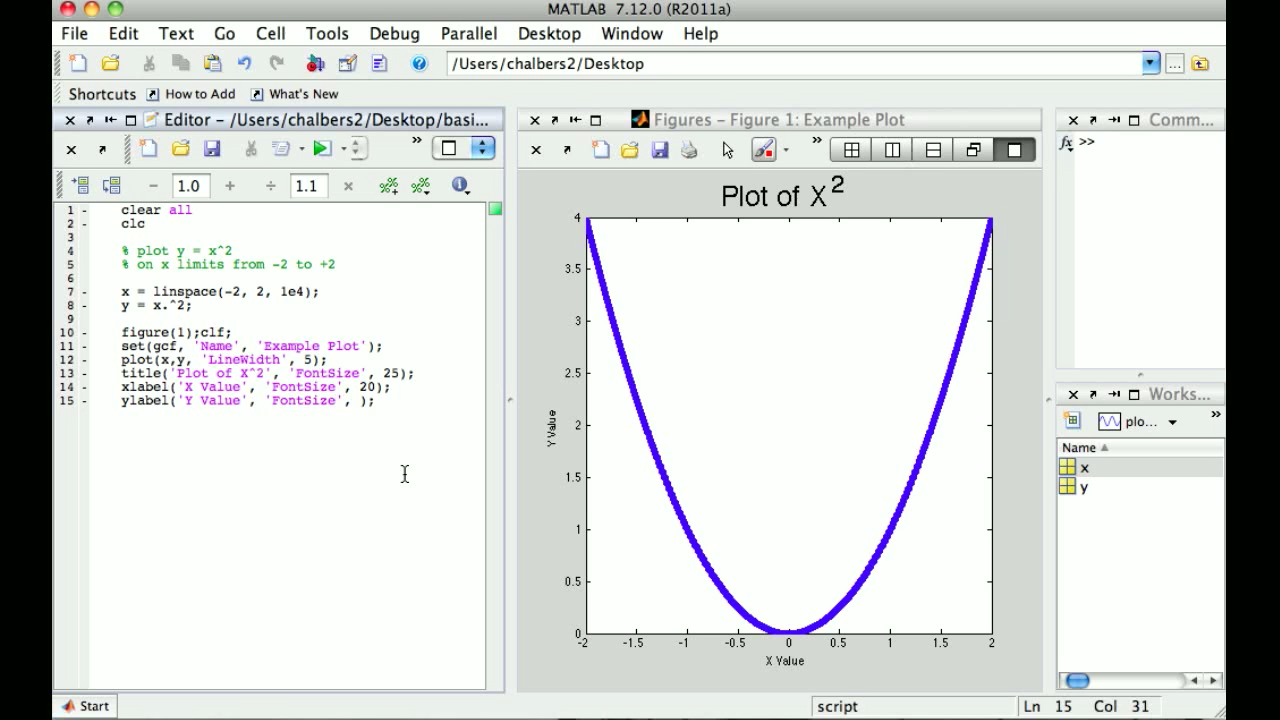 MATLAB 7.12.0 (R2011a)
File Edit Text Go Cell Tools Debug Parallel Desktop Window Help
/Users/chalbers2/Desktop
...
Shortcuts How to Add What's New
Editor – /Users/chalbers2/Desktop/basi...
» 
− 1.0 + ÷ 1.1 ×
1 - clear all
2 - clc
3
4 % plot y = x^2
5 % on x limits from -2 to +2
6
7 - x = linspace(-2, 2, 1e4);
8 - y = x.^2;
9
10 - figure(1);clf;
11 - set(gcf, 'Name', 'Example Plot');
12 - plot(x,y, 'LineWidth', 5);
13 - title('Plot of X^2', 'FontSize', 25);
14 - xlabel('X Value', 'FontSize', 20);
15 - ylabel('Y Value', 'FontSize', );
Figures – Figure 1: Example Plot
»
Plot of X²
4
3.5
3
2.5
2
1.5
1
0.5
0
Y Value
-2 -1.5 -1 -0.5 0 0.5 1 1.5 2
X Value
Comm...
fx >>
Works...
plo... »
Name
x
y
Start
script
Ln 15 Col 31